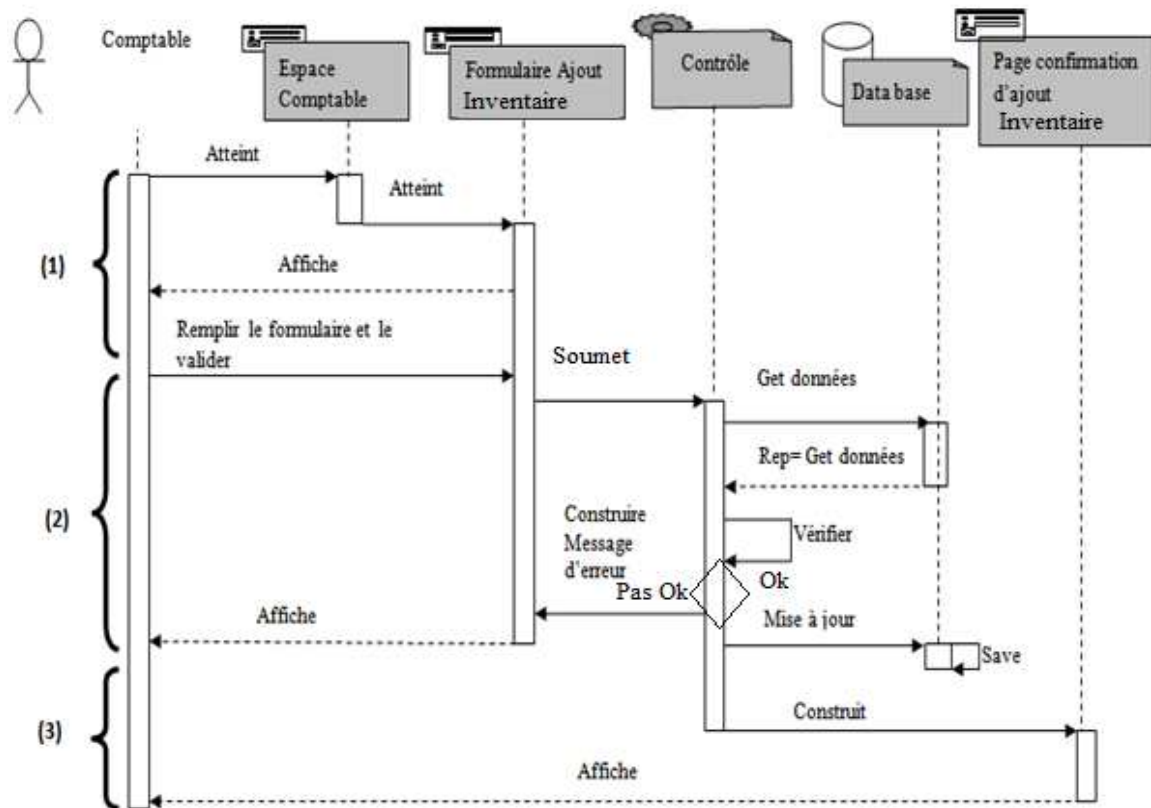 Comptable
Espace
Comptable
Formulaire Ajout
Inventaire
Contrôle
Data base
Page confirmation
d'ajout
Inventaire
Atteint
Atteint
(1)
Affiche
Remplir le formulaire et le
valider
Soumet
Get données
Rep= Get données
(2)
Construire
Message
d'erreur
Vérifier
Pas Ok
Ok
Affiche
Mise à jour
Save
(3)
Construit
Affiche